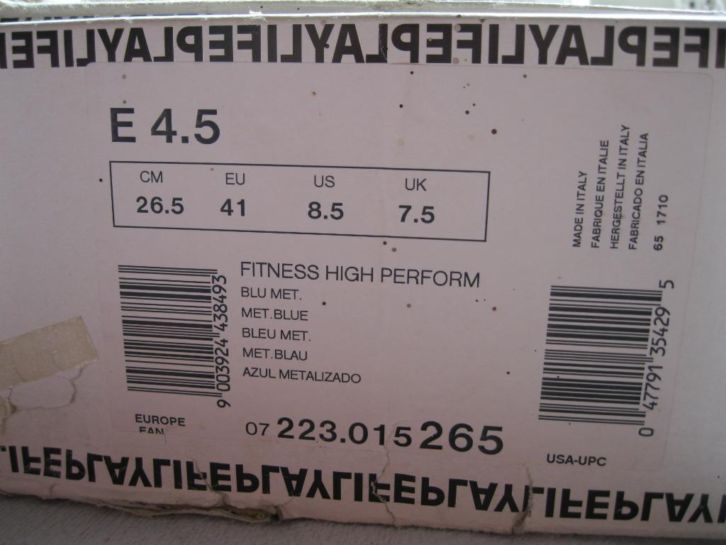 LIFEPLAYLIFEPLAYLIFEPLAYLIFE
E 4.5
CM EU US UK
26.5 41 8.5 7.5
FITNESS HIGH PERFORM
BLU MET.
MET.BLUE
BLEU MET.
MET.BLAU
AZUL METALIZADO
9 003924 438493
EUROPE
EAN
07 223.015 265
MADE IN ITALY
FABRIQUE EN ITALIE
HERGESTELLT IN ITALY
FABRICADO EN ITALIA
65 1710
0 47791 35429 5
USA-UPC
LIFEPLAYLIFEPLAYLIFEPLAYLIFEPLAY